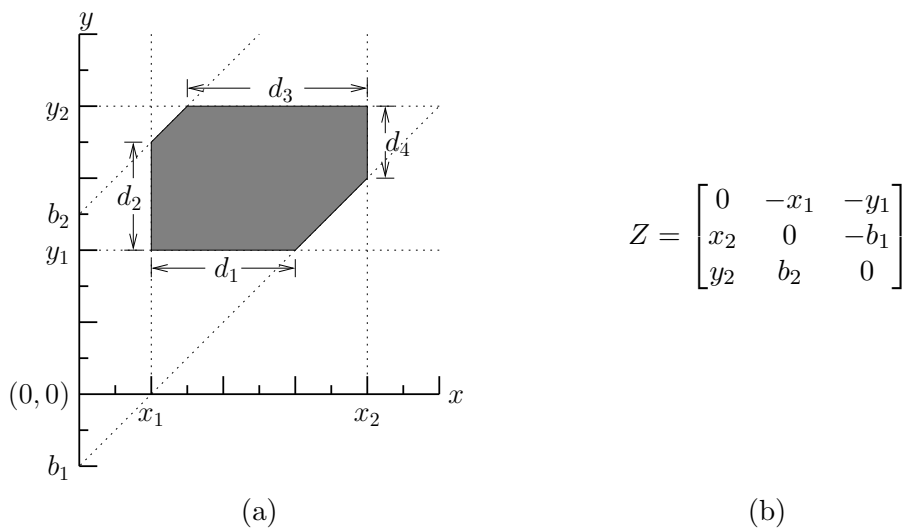 y
y₂
d₃
d₄
d₂
b₂
y₁
d₁
(0, 0)
x₁
x₂
x
b₁
Z = [0 −x₁ −y₁
x₂ 0 −b₁
y₂ b₂ 0]
(a)
(b)